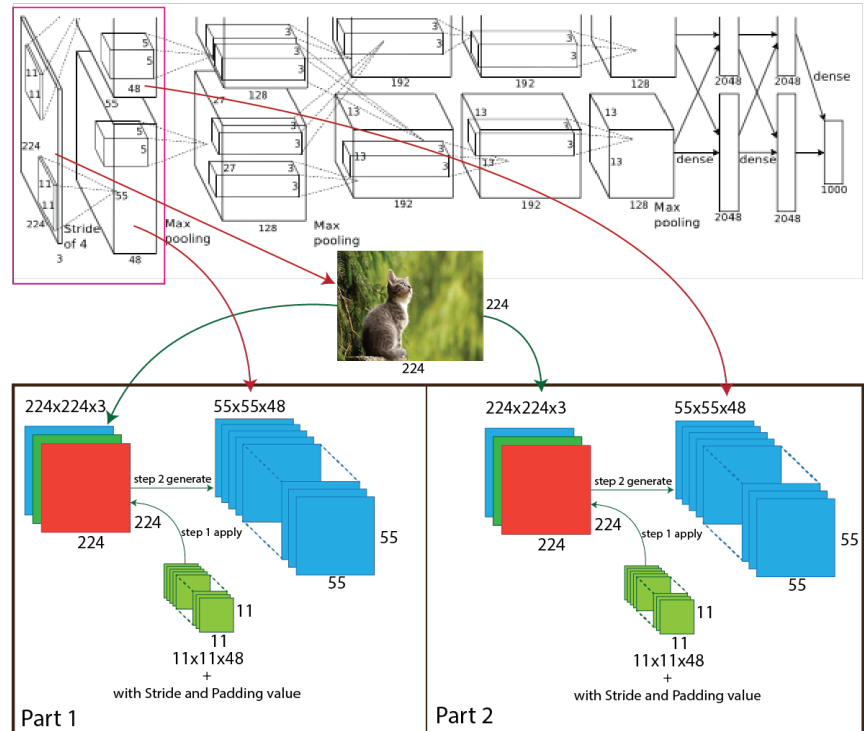 5
3
3
3
11
5
3
3
3
11
48
192
192
128
2048
2048
dense
55
27
128
224
5
3
13
3
13
13
1000
5
3
3
3
11
27
3
13
13
13
dense
dense
11
55
3
192
192
128
2048
2048
224
Stride
of 4
Max
pooling
128
Max
pooling
Max
pooling
3
48
224
224
224x224x3
55x55x48
step 2 generate
224
step 1 apply
224
55
55
11
11
11x11x48
+
with Stride and Padding value
Part 1
224x224x3
55x55x48
step 2 generate
224
step 1 apply
224
55
55
11
11
11x11x48
+
with Stride and Padding value
Part 2